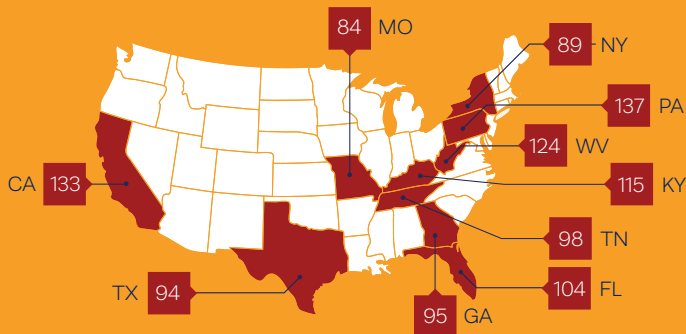 84 MO
89 NY
137 PA
124 WV
CA 133
115 KY
98 TN
TX 94
104 FL
95 GA